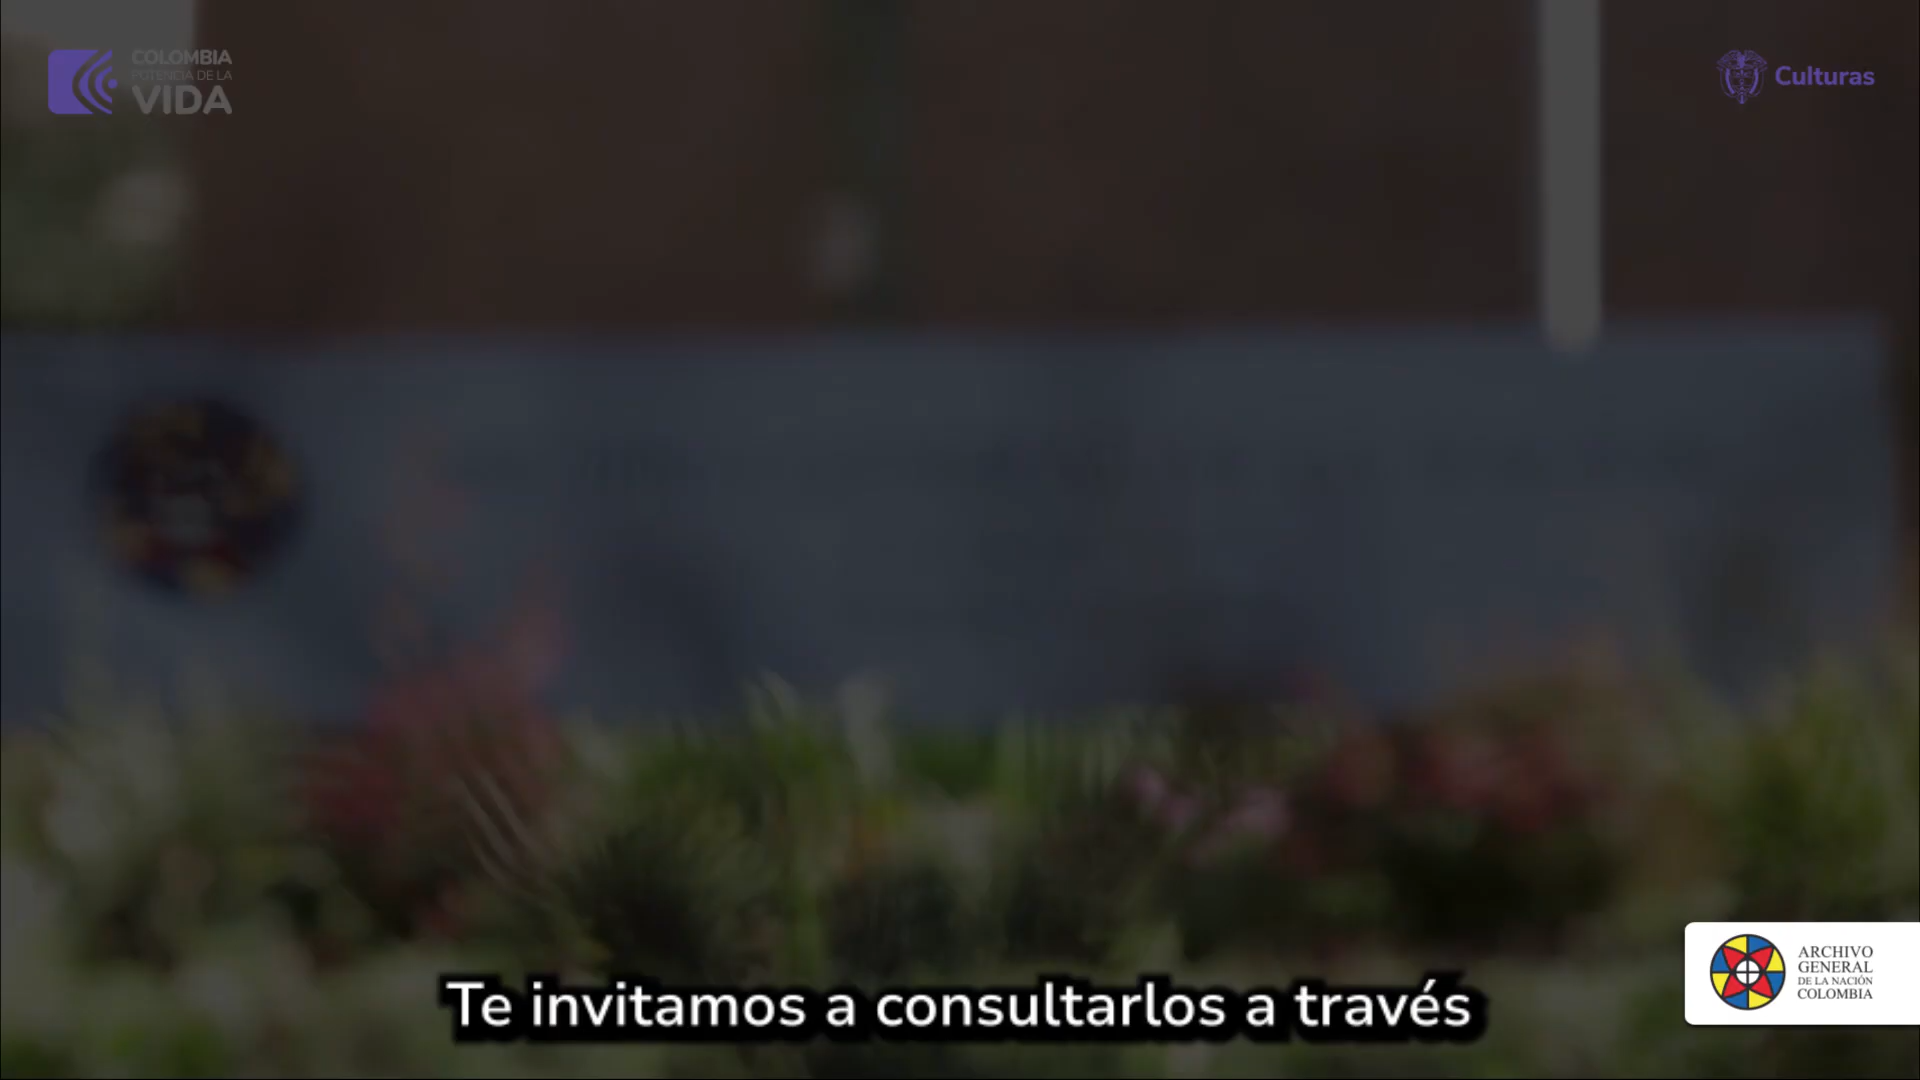 COLOMBIA
POTENCIA DE LA
VIDA
Culturas
ARCHIVO
GENERAL
DE LA NACIÓN
COLOMBIA
Te invitamos a consultarlos a través